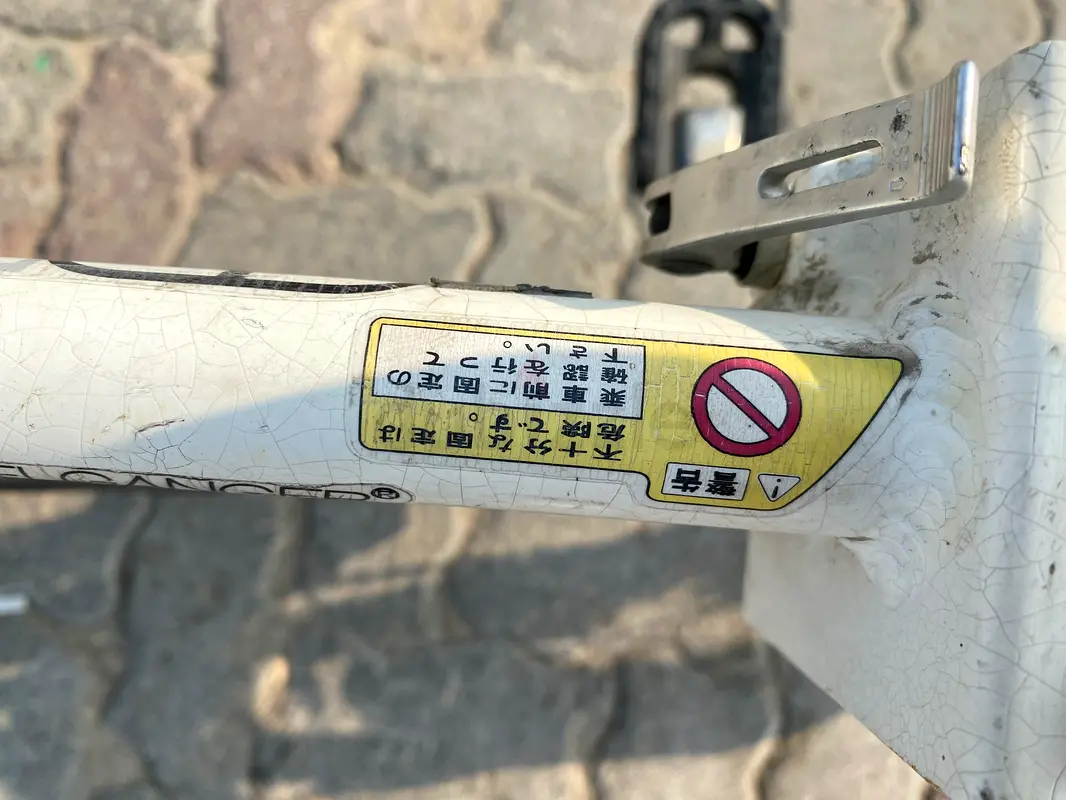 警告
不十分な固定は
危険です。
乗車前に固定の
確認を行って
下さい。